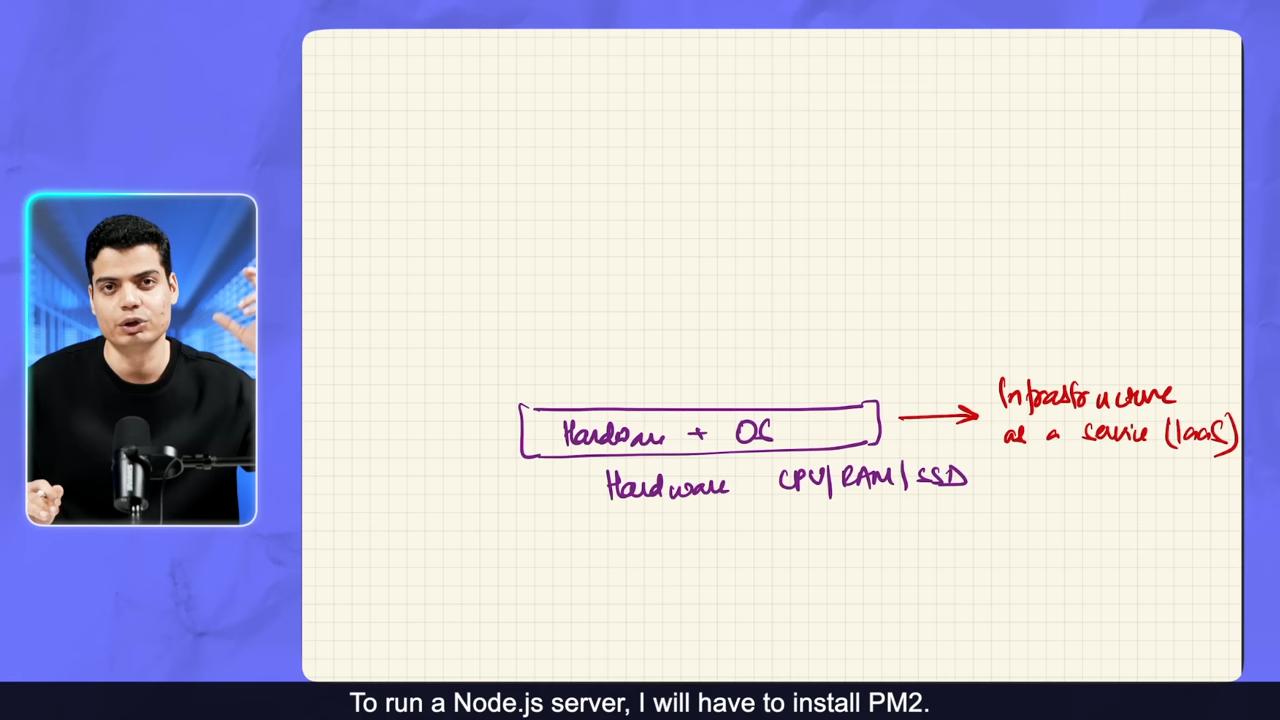 Infrastructure
as a service (IaaS)
Hardware + OS
Hardware CPU/RAM/SSD
To run a Node.js server, I will have to install PM2.